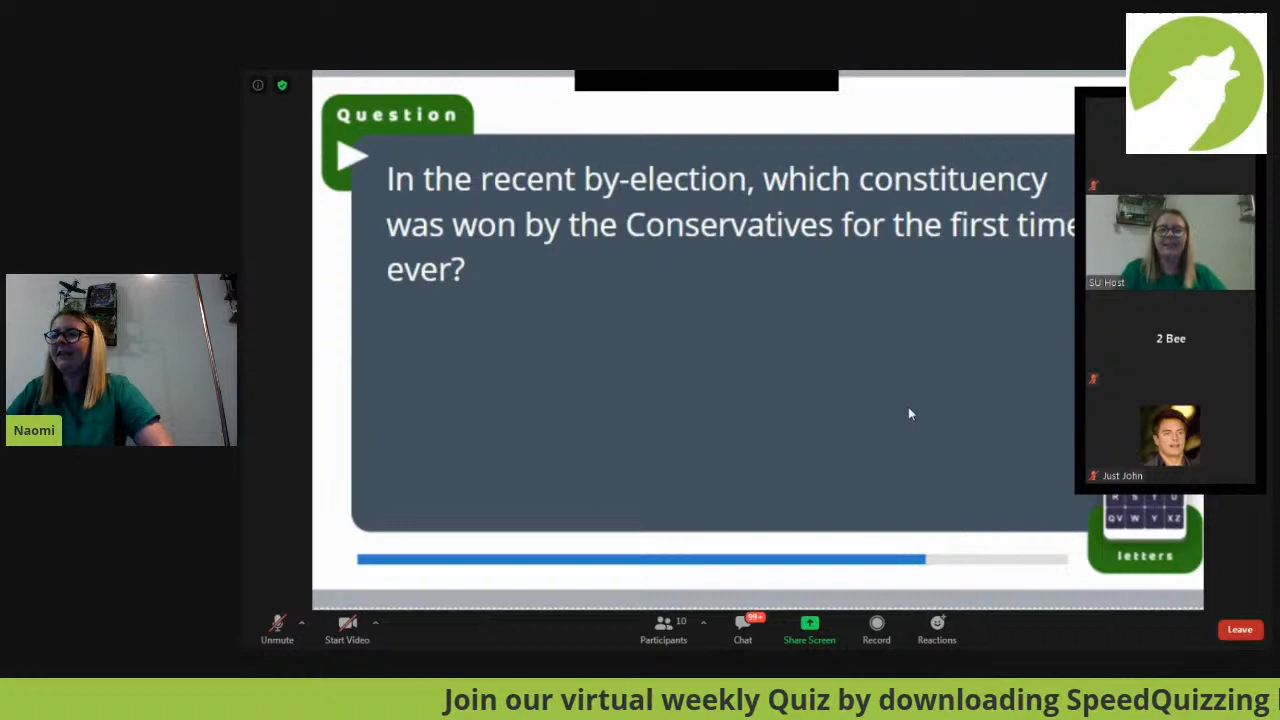 Question
In the recent by-election, which constituency
was won by the Conservatives for the first time
ever?
SU Host
2 Bee
Just John
Naomi
R S T U
QV W Y XZ
letters
Unmute
Start Video
10
Participants
99+
Chat
Share Screen
Record
Reactions
Leave
Join our virtual weekly Quiz by downloading SpeedQuizzing